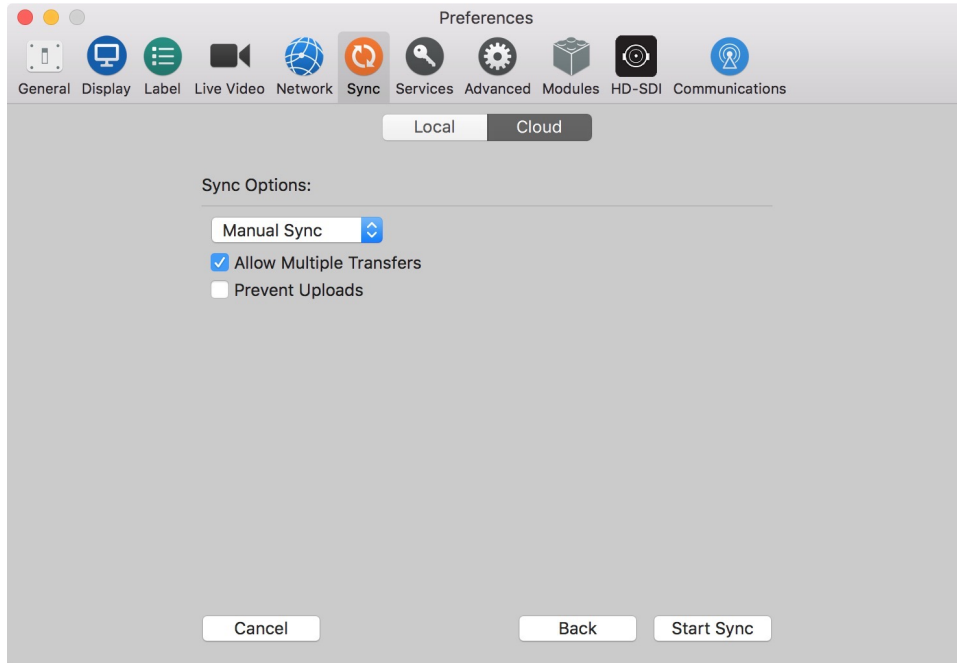 Preferences
General Display Label Live Video Network Sync Services Advanced Modules HD-SDI Communications
Local Cloud
Sync Options:
Manual Sync
Allow Multiple Transfers
Prevent Uploads
Cancel Back Start Sync